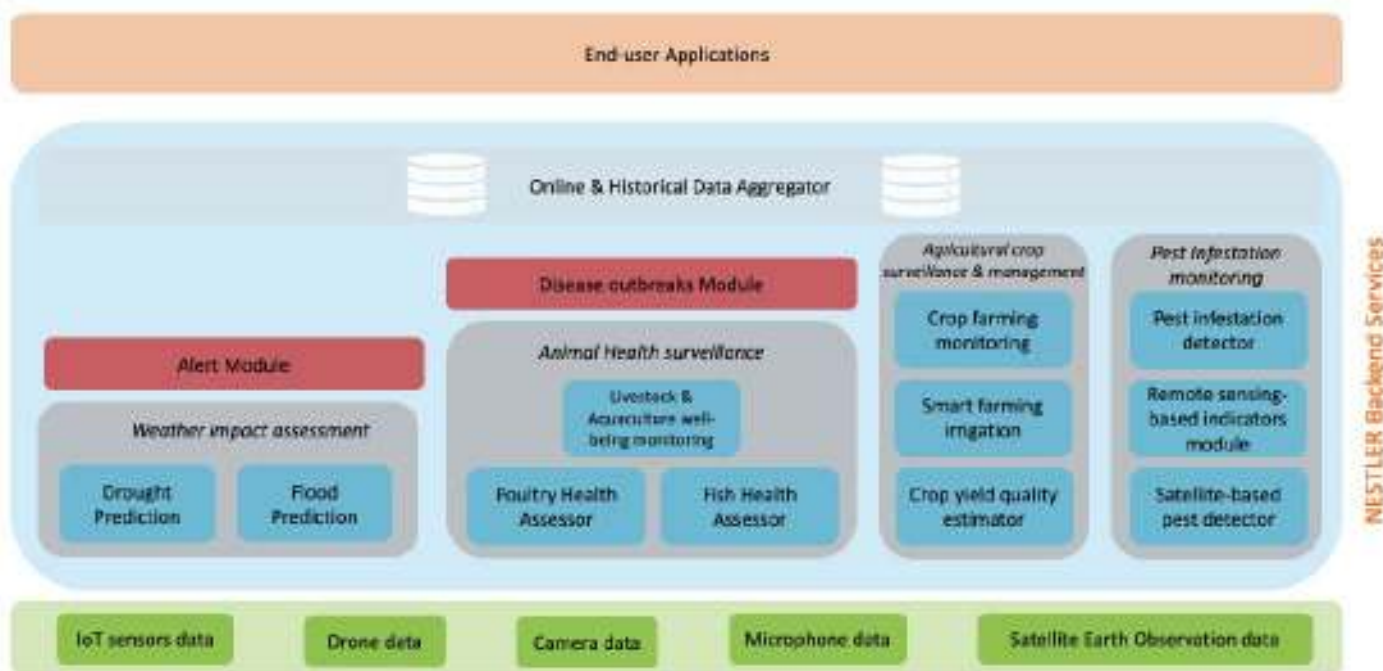 End-user Applications
Online & Historical Data Aggregator
Alert Module
Weather impact assessment
Drought
Prediction
Flood
Prediction
Disease outbreaks Module
Animal Health surveillance
Livestock &
Aquaculture well-
being monitoring
Poultry Health
Assessor
Fish Health
Assessor
Agricultural crop
surveillance & management
Crop farming
monitoring
Smart farming
irrigation
Crop yield quality
estimator
Pest infestation
monitoring
Pest infestation
detector
Remote sensing-
based indicators
module
Satellite-based
pest detector
NESTLER Backend Services
IoT sensors data
Drone data
Camera data
Microphone data
Satellite Earth Observation data